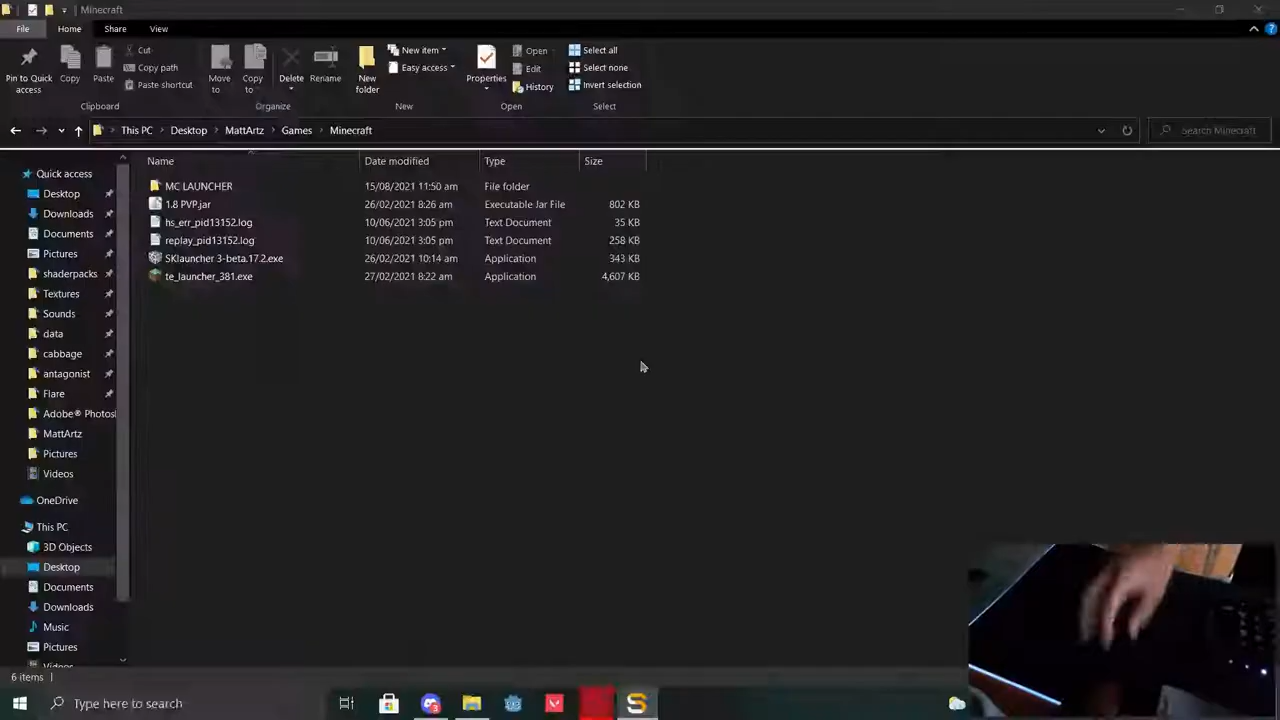 Minecraft
File Home Share View
Pin to Quick access
Copy
Paste
Cut
Copy path
Paste shortcut
Clipboard
Move to
Copy to
Delete
Rename
Organize
New folder
New item
Easy access
New
Properties
Open
Edit
History
Open
Select all
Select none
Invert selection
Select
This PC Desktop MattArtz Games Minecraft
Search Minecraft
Name Date modified Type Size
MC LAUNCHER 15/08/2021 11:50 am File folder
1.8 PVP.jar 26/02/2021 8:26 am Executable Jar File 802 KB
hs_err_pid13152.log 10/06/2021 3:05 pm Text Document 35 KB
replay_pid13152.log 10/06/2021 3:05 pm Text Document 258 KB
SKlauncher 3-beta.17.2.exe 26/02/2021 10:14 am Application 343 KB
te_launcher_381.exe 27/02/2021 8:22 am Application 4,607 KB
Quick access
Desktop
Downloads
Documents
Pictures
shaderpacks
Textures
Sounds
data
cabbage
antagonist
Flare
Adobe® Photos
MattArtz
Pictures
Videos
OneDrive
This PC
3D Objects
Desktop
Documents
Downloads
Music
Pictures
Videos
6 items
Type here to search